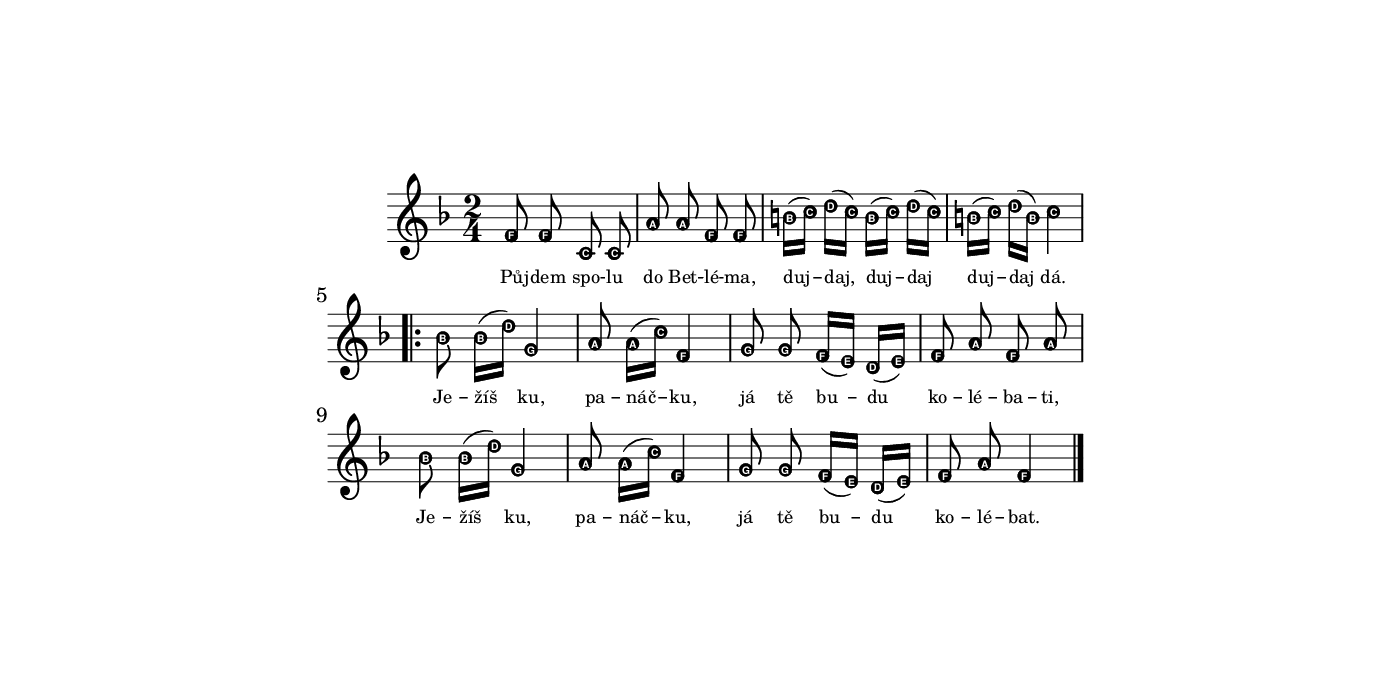 2
4
F F C C A A F F B C D C B C D C B C D B C
Půjdem spo-lu do Bet-lé-ma, duj – daj, duj – daj duj – daj dá.
5
B B D G A A C F G G F E D E F A F A
Je – žíš ku, pa – náč – ku, já tě bu – du ko – lé – ba – ti,
9
B B D G A A C F G G F E D E F A F
Je – žíš ku, pa – náč – ku, já tě bu – du ko – lé – bat.